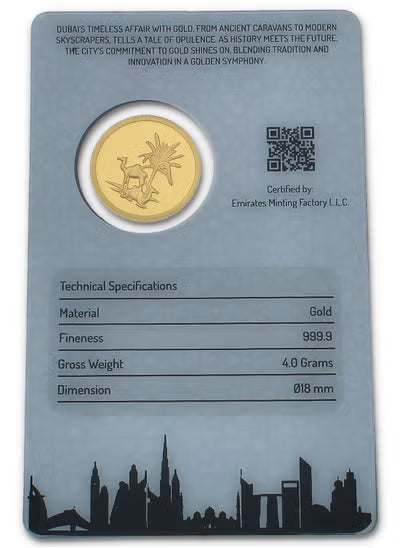 DUBAI'S TIMELESS AFFAIR WITH GOLD, FROM ANCIENT CARAVANS TO MODERN
SKYSCRAPERS, TELLS A TALE OF OPULENCE. AS HISTORY MEETS THE FUTURE,
THE CITY'S COMMITMENT TO GOLD SHINES ON, BLENDING TRADITION AND
INNOVATION IN A GOLDEN SYMPHONY.
Certified by:
Emirates Minting Factory L.L.C.
Technical Specifications
Material Gold
Fineness 999.9
Gross Weight 4.0 Grams
Dimension Ø18 mm